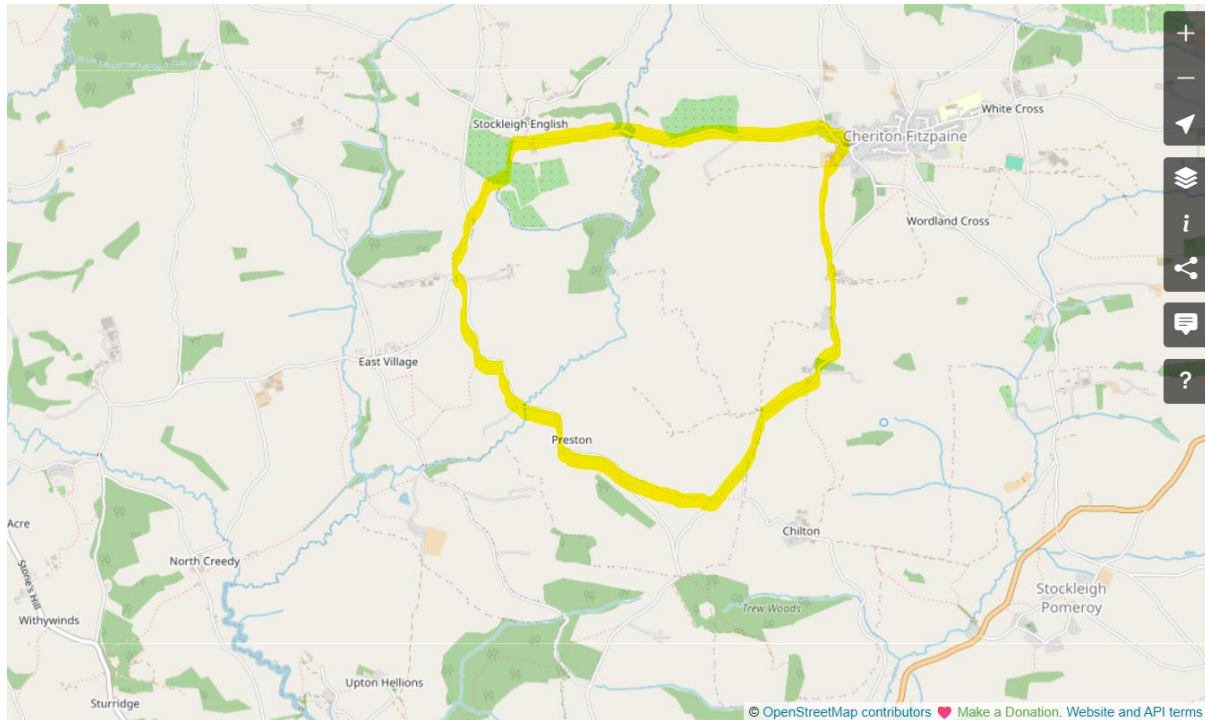 +
−
Stockleigh English
White Cross
Cheriton Fitzpaine
i
Wordland Cross
East Village
?
Preston
Acre
Chilton
North Creedy
Stone's Hill
Stockleigh
Pomeroy
Trew Woods
Withywinds
Upton Hellions
Sturridge
© OpenStreetMap contributors ♥ Make a Donation. Website and API terms